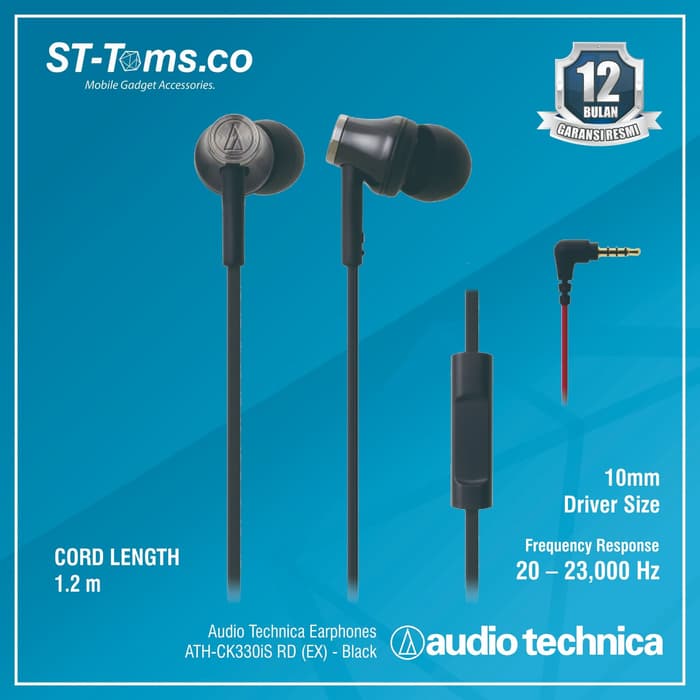 ST-Toms.co
Mobile Gadget Accessories.
12
BULAN
GARANSI RESMI
10mm
Driver Size
Frequency Response
20 – 23,000 Hz
CORD LENGTH
1.2 m
Audio Technica Earphones
ATH-CK330iS RD (EX) - Black
audio technica